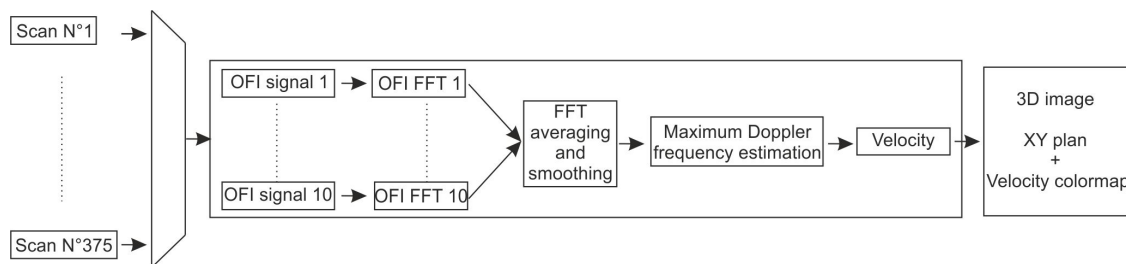 Scan N°1
Scan N°375
OFI signal 1
OFI FFT 1
OFI signal 10
OFI FFT 10
FFT
averaging
and
smoothing
Maximum Doppler
frequency estimation
Velocity
3D image
XY plan
+
Velocity colormap